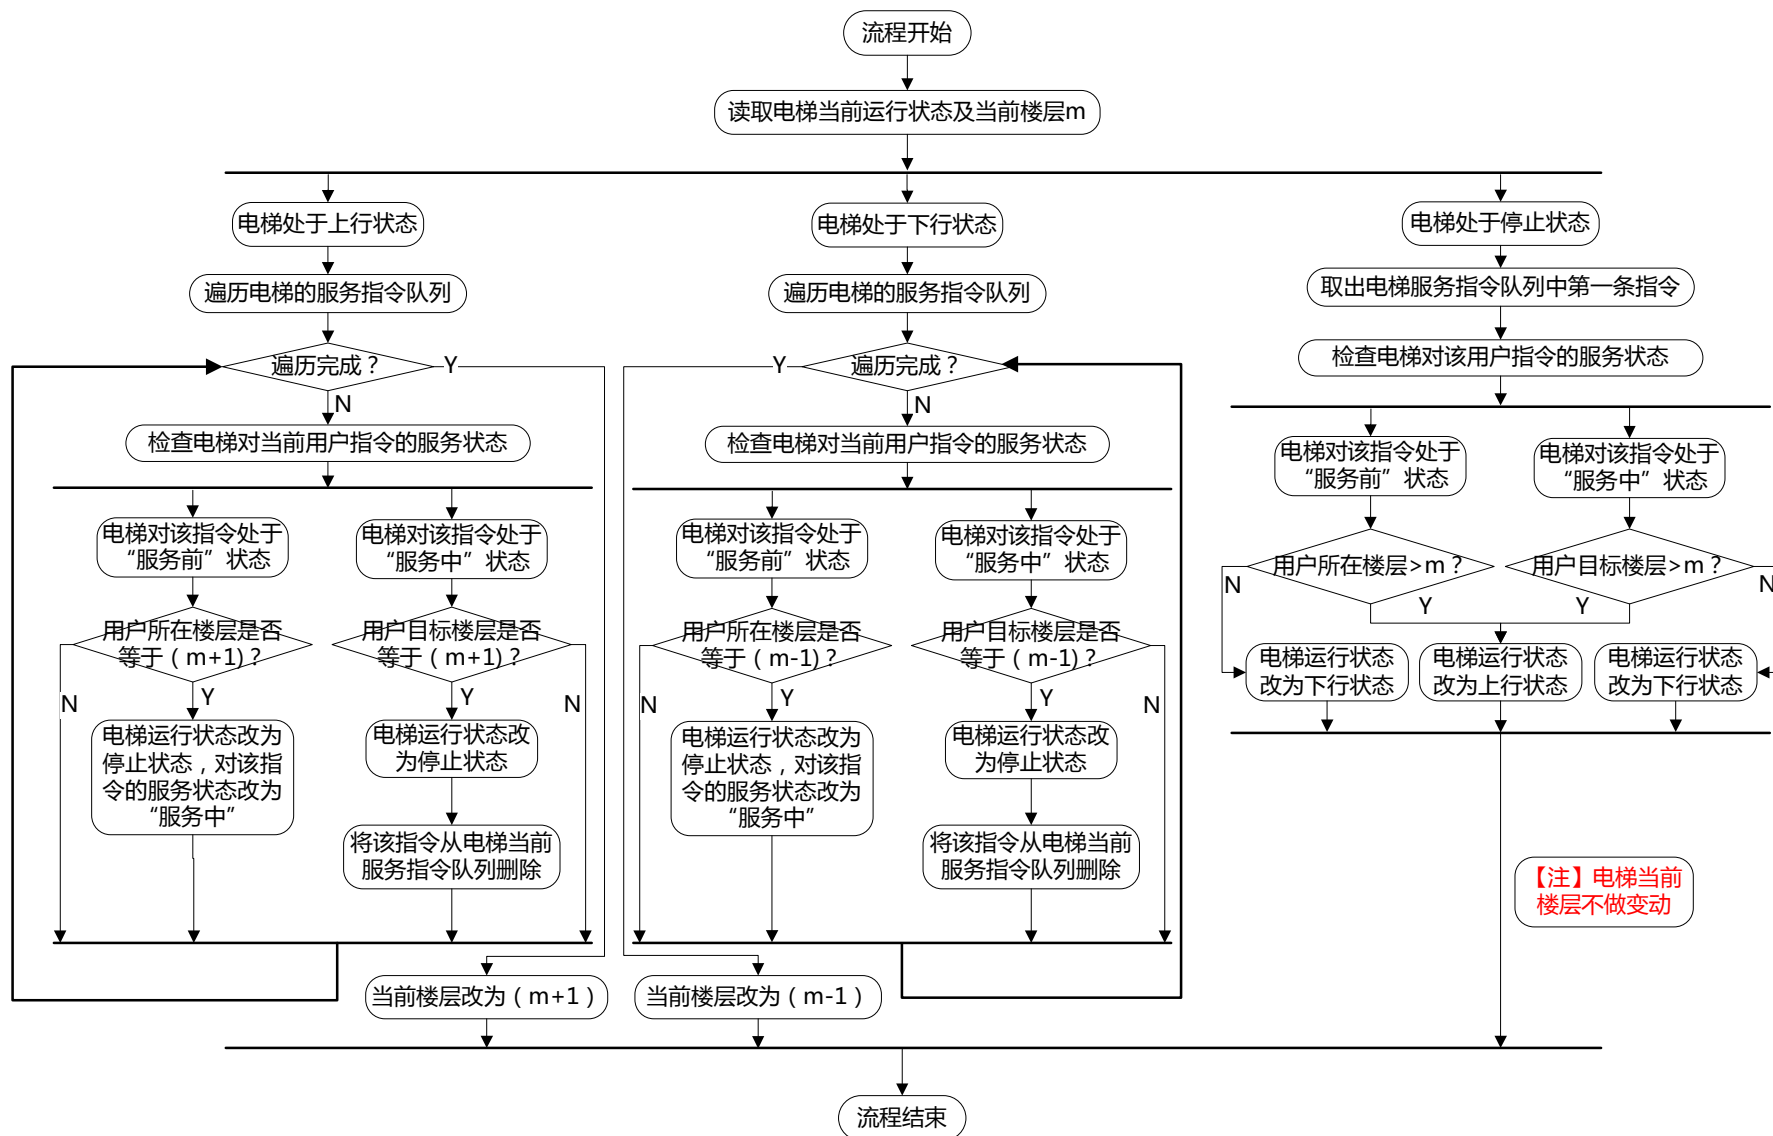 流程开始
读取电梯当前运行状态及当前楼层m
电梯处于上行状态
遍历电梯的服务指令队列
遍历完成？
Y
N
检查电梯对当前用户指令的服务状态
电梯对该指令处于
“服务前”状态
用户所在楼层是否
等于（m+1)？
N
Y
电梯运行状态改为
停止状态，对该指
令的服务状态改为
“服务中”
电梯对该指令处于
“服务中”状态
用户目标楼层是否
等于（m+1)？
Y
N
电梯运行状态改
为停止状态
将该指令从电梯当前
服务指令队列删除
当前楼层改为（m+1）
电梯处于下行状态
遍历电梯的服务指令队列
Y
遍历完成？
N
检查电梯对当前用户指令的服务状态
电梯对该指令处于
“服务前”状态
用户所在楼层是否
等于（m-1)？
N
Y
电梯运行状态改为
停止状态，对该指
令的服务状态改为
“服务中”
电梯对该指令处于
“服务中”状态
用户目标楼层是否
等于（m-1)？
Y
N
电梯运行状态改
为停止状态
将该指令从电梯当前
服务指令队列删除
当前楼层改为（m-1）
电梯处于停止状态
取出电梯服务指令队列中第一条指令
检查电梯对该用户指令的服务状态
电梯对该指令处于
“服务前”状态
用户所在楼层>m？
N
Y
电梯对该指令处于
“服务中”状态
用户目标楼层>m？
Y
N
电梯运行状态
改为下行状态
电梯运行状态
改为上行状态
电梯运行状态
改为下行状态
【注】电梯当前
楼层不做变动
流程结束